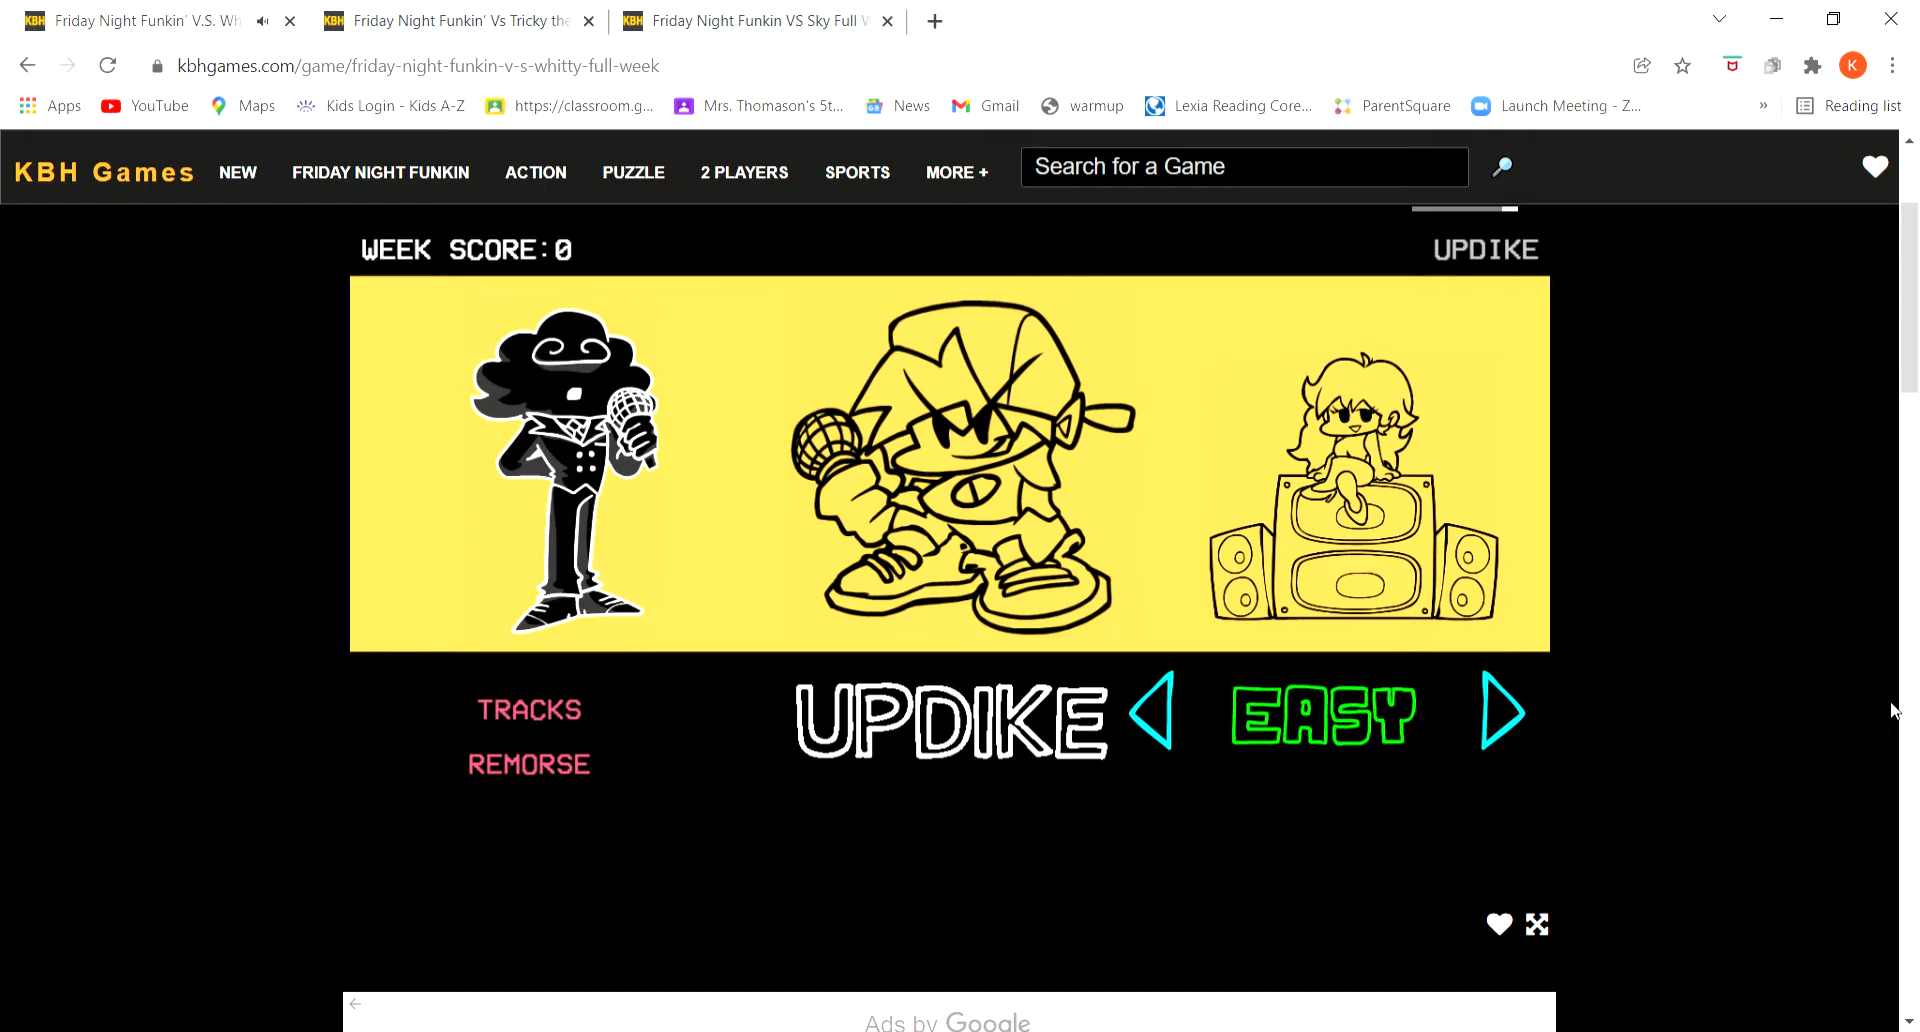 KBH Friday Night Funkin' V.S. Wh
KBH Friday Night Funkin' Vs Tricky the
KBH Friday Night Funkin VS Sky Full W
kbhgames.com/game/friday-night-funkin-v-s-whitty-full-week
K
Apps YouTube Maps Kids Login - Kids A-Z https://classroom.g... Mrs. Thomason's 5t... News Gmail warmup Lexia Reading Core... ParentSquare Launch Meeting - Z... » Reading list
KBH Games NEW FRIDAY NIGHT FUNKIN ACTION PUZZLE 2 PLAYERS SPORTS MORE + Search for a Game
WEEK SCORE:0 UPDIKE
TRACKS
REMORSE
UPDIKE EASY
Ads by Google